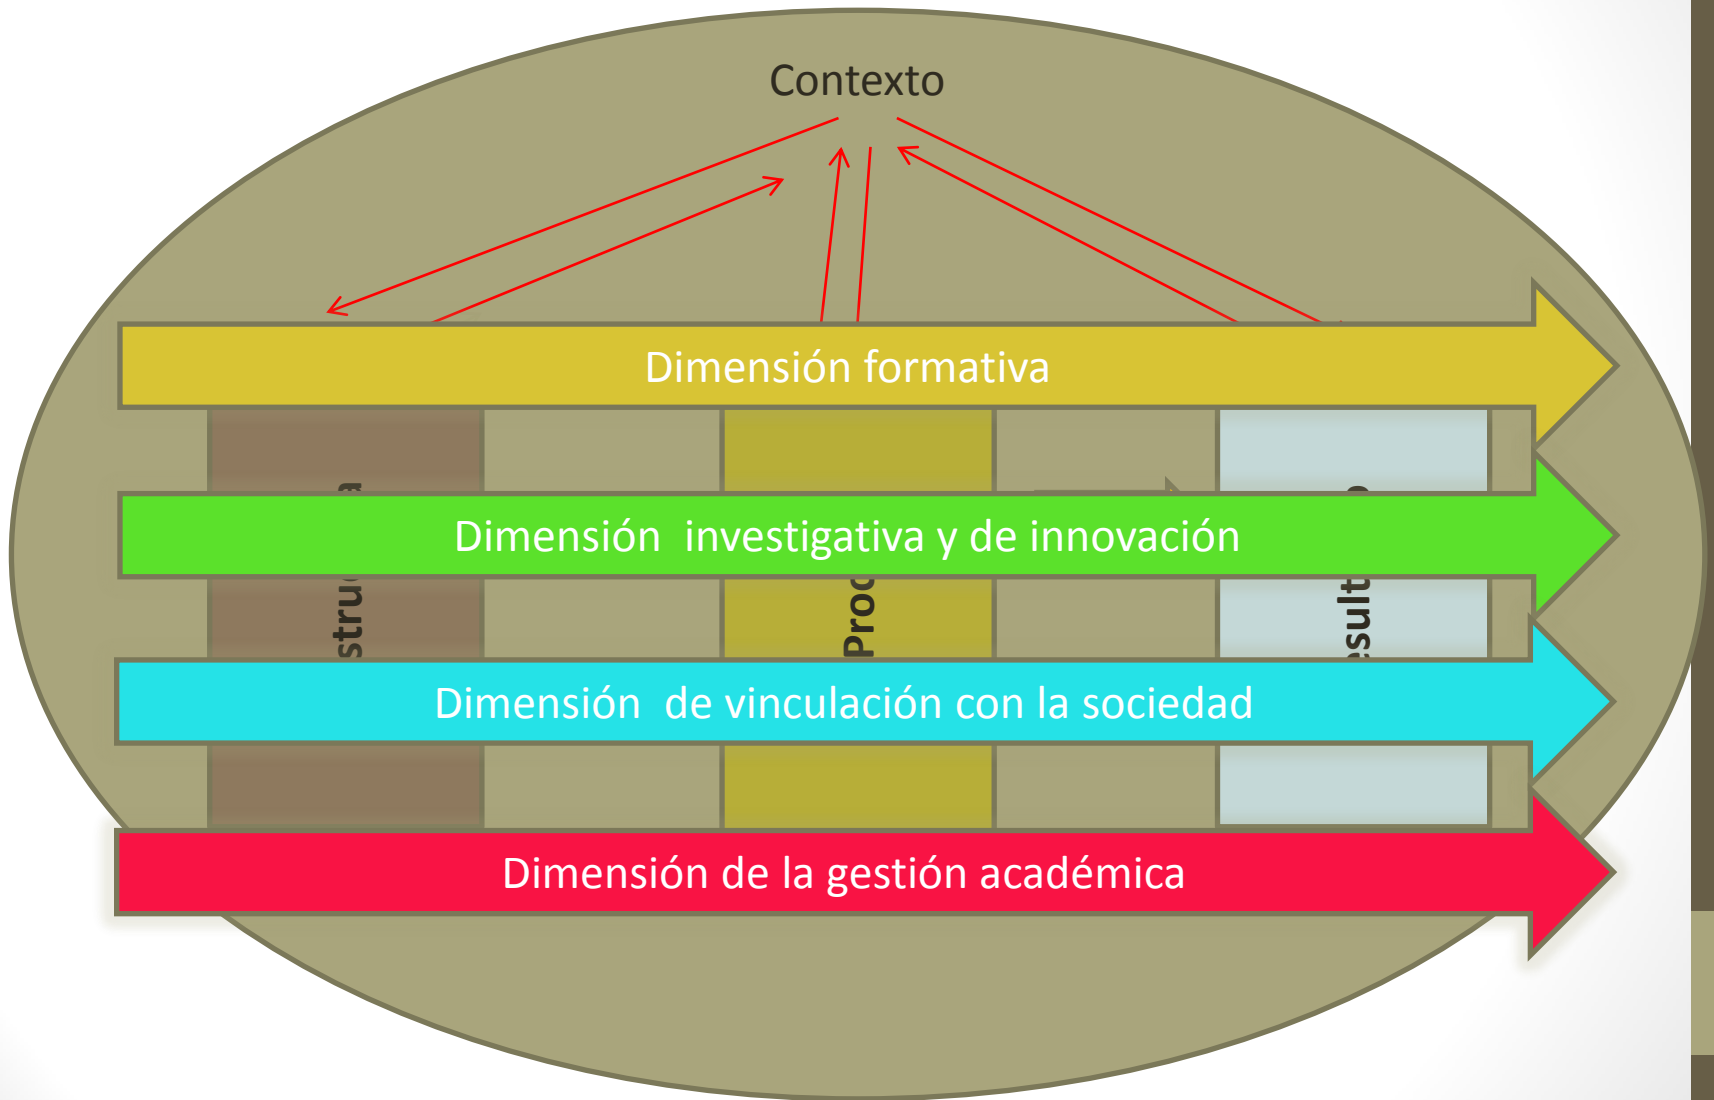 Contexto
Dimensión formativa
Dimensión  investigativa y de innovación
Dimensión  de vinculación con la sociedad
Dimensión de la gestión académica